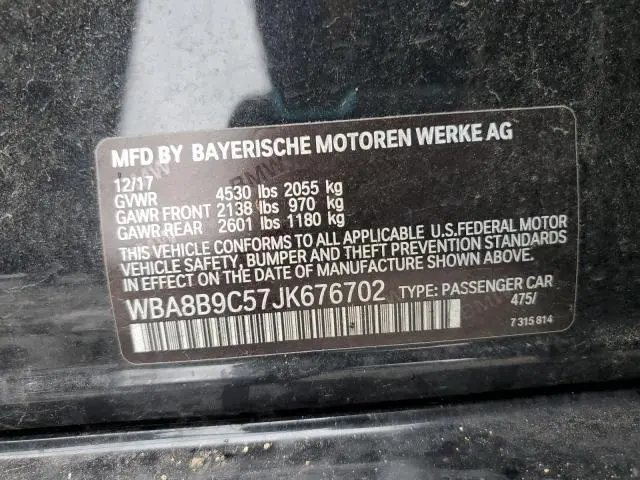 MFD BY BAYERISCHE MOTOREN WERKE AG
12/17
GVWR 4530 lbs 2055 kg
GAWR FRONT 2138 lbs 970 kg
GAWR REAR 2601 lbs 1180 kg
THIS VEHICLE CONFORMS TO ALL APPLICABLE U.S.FEDERAL MOTOR
VEHICLE SAFETY, BUMPER AND THEFT PREVENTION STANDARDS
IN EFFECT ON THE DATE OF MANUFACTURE SHOWN ABOVE.
WBA8B9C57JK676702 TYPE: PASSENGER CAR
475/
7 315 814